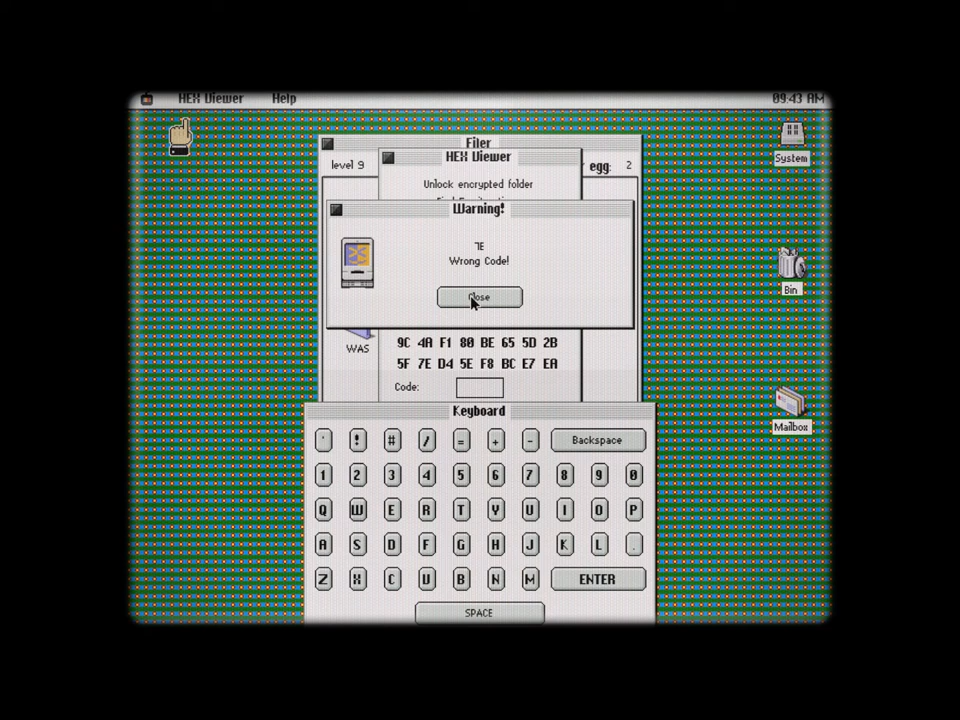 HEX Viewer Help 09:43 AM
Filer
level 9 egg: 2
HEX Viewer
Unlock encrypted folder
Warning!
7E
Wrong Code!
Close
WAS
9C 4A F1 80 BE 65 5D 2B
5F 7E D4 5E F8 BC E7 EA
Code:
System
Bin
Mailbox
Keyboard
' ! # / = + - Backspace
1 2 3 4 5 6 7 8 9 0
Q W E R T Y U I O P
A S D F G H J K L .
Z X C V B N M ENTER
SPACE